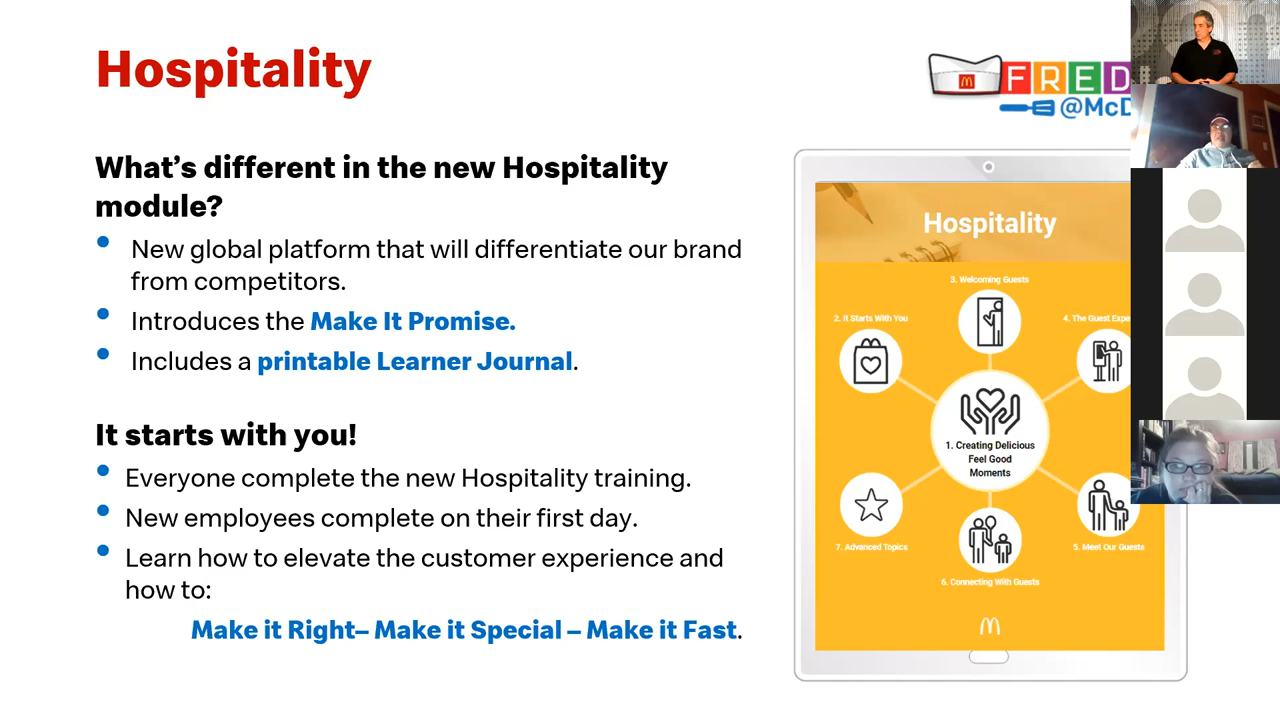 Hospitality
FRED
@McD
What's different in the new Hospitality
module?
• New global platform that will differentiate our brand
from competitors.
• Introduces the Make It Promise.
• Includes a printable Learner Journal.
It starts with you!
• Everyone complete the new Hospitality training.
• New employees complete on their first day.
• Learn how to elevate the customer experience and
how to:
Make it Right– Make it Special – Make it Fast.
Hospitality
3. Welcoming Guests
2. It Starts With You
4. The Guest Expe
1. Creating Delicious
Feel Good
Moments
7. Advanced Topics
5. Meet Our Guests
6. Connecting With Guests